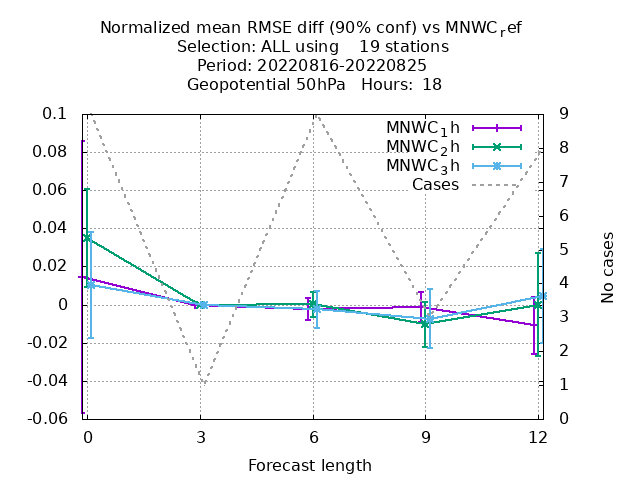 Normalized mean RMSE diff (90% conf) vs MNWC_ref
Selection: ALL using    19 stations
Period: 20220816-20220825
Geopotential 50hPa   Hours:  18
0.1
0.08
0.06
0.04
0.02
0
-0.02
-0.04
-0.06
9
8
7
6
5
4
3
2
1
0
MNWC_1h
MNWC_2h
MNWC_3h
Cases
No cases
0 3 6 9 12
Forecast length